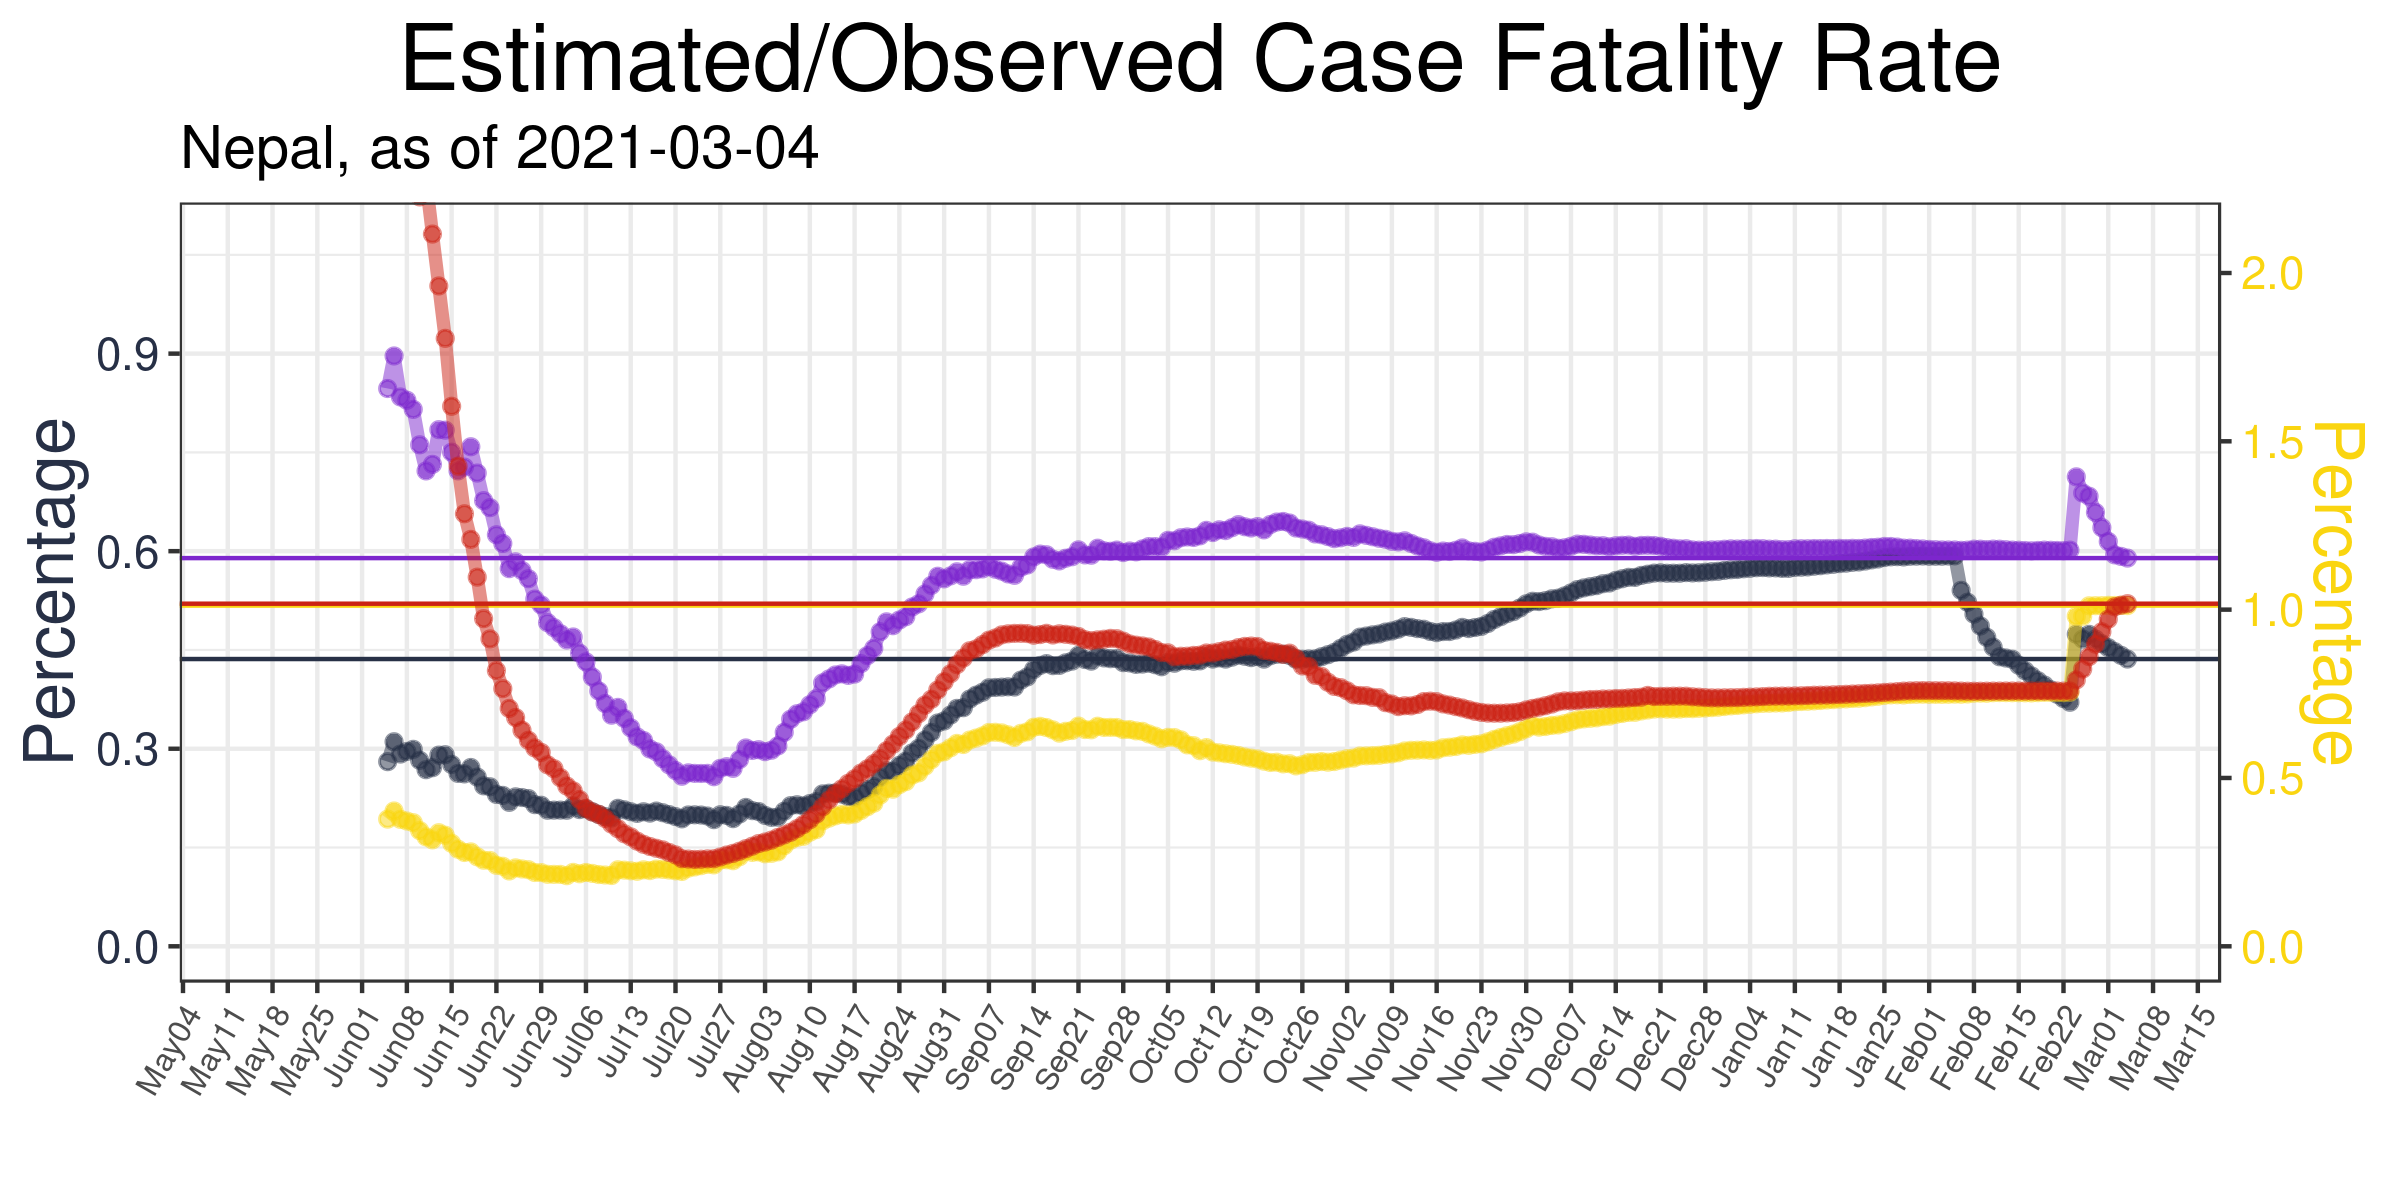 Estimated/Observed Case Fatality Rate
Nepal, as of 2021-03-04
Percentage
0.9
0.6
0.3
0.0
2.0
1.5
1.0
0.5
0.0
Percentage
May04
May11
May18
May25
Jun01
Jun08
Jun15
Jun22
Jun29
Jul06
Jul13
Jul20
Jul27
Aug03
Aug10
Aug17
Aug24
Aug31
Sep07
Sep14
Sep21
Sep28
Oct05
Oct12
Oct19
Oct26
Nov02
Nov09
Nov16
Nov23
Nov30
Dec07
Dec14
Dec21
Dec28
Jan04
Jan11
Jan18
Jan25
Feb01
Feb08
Feb15
Feb22
Mar01
Mar08
Mar15